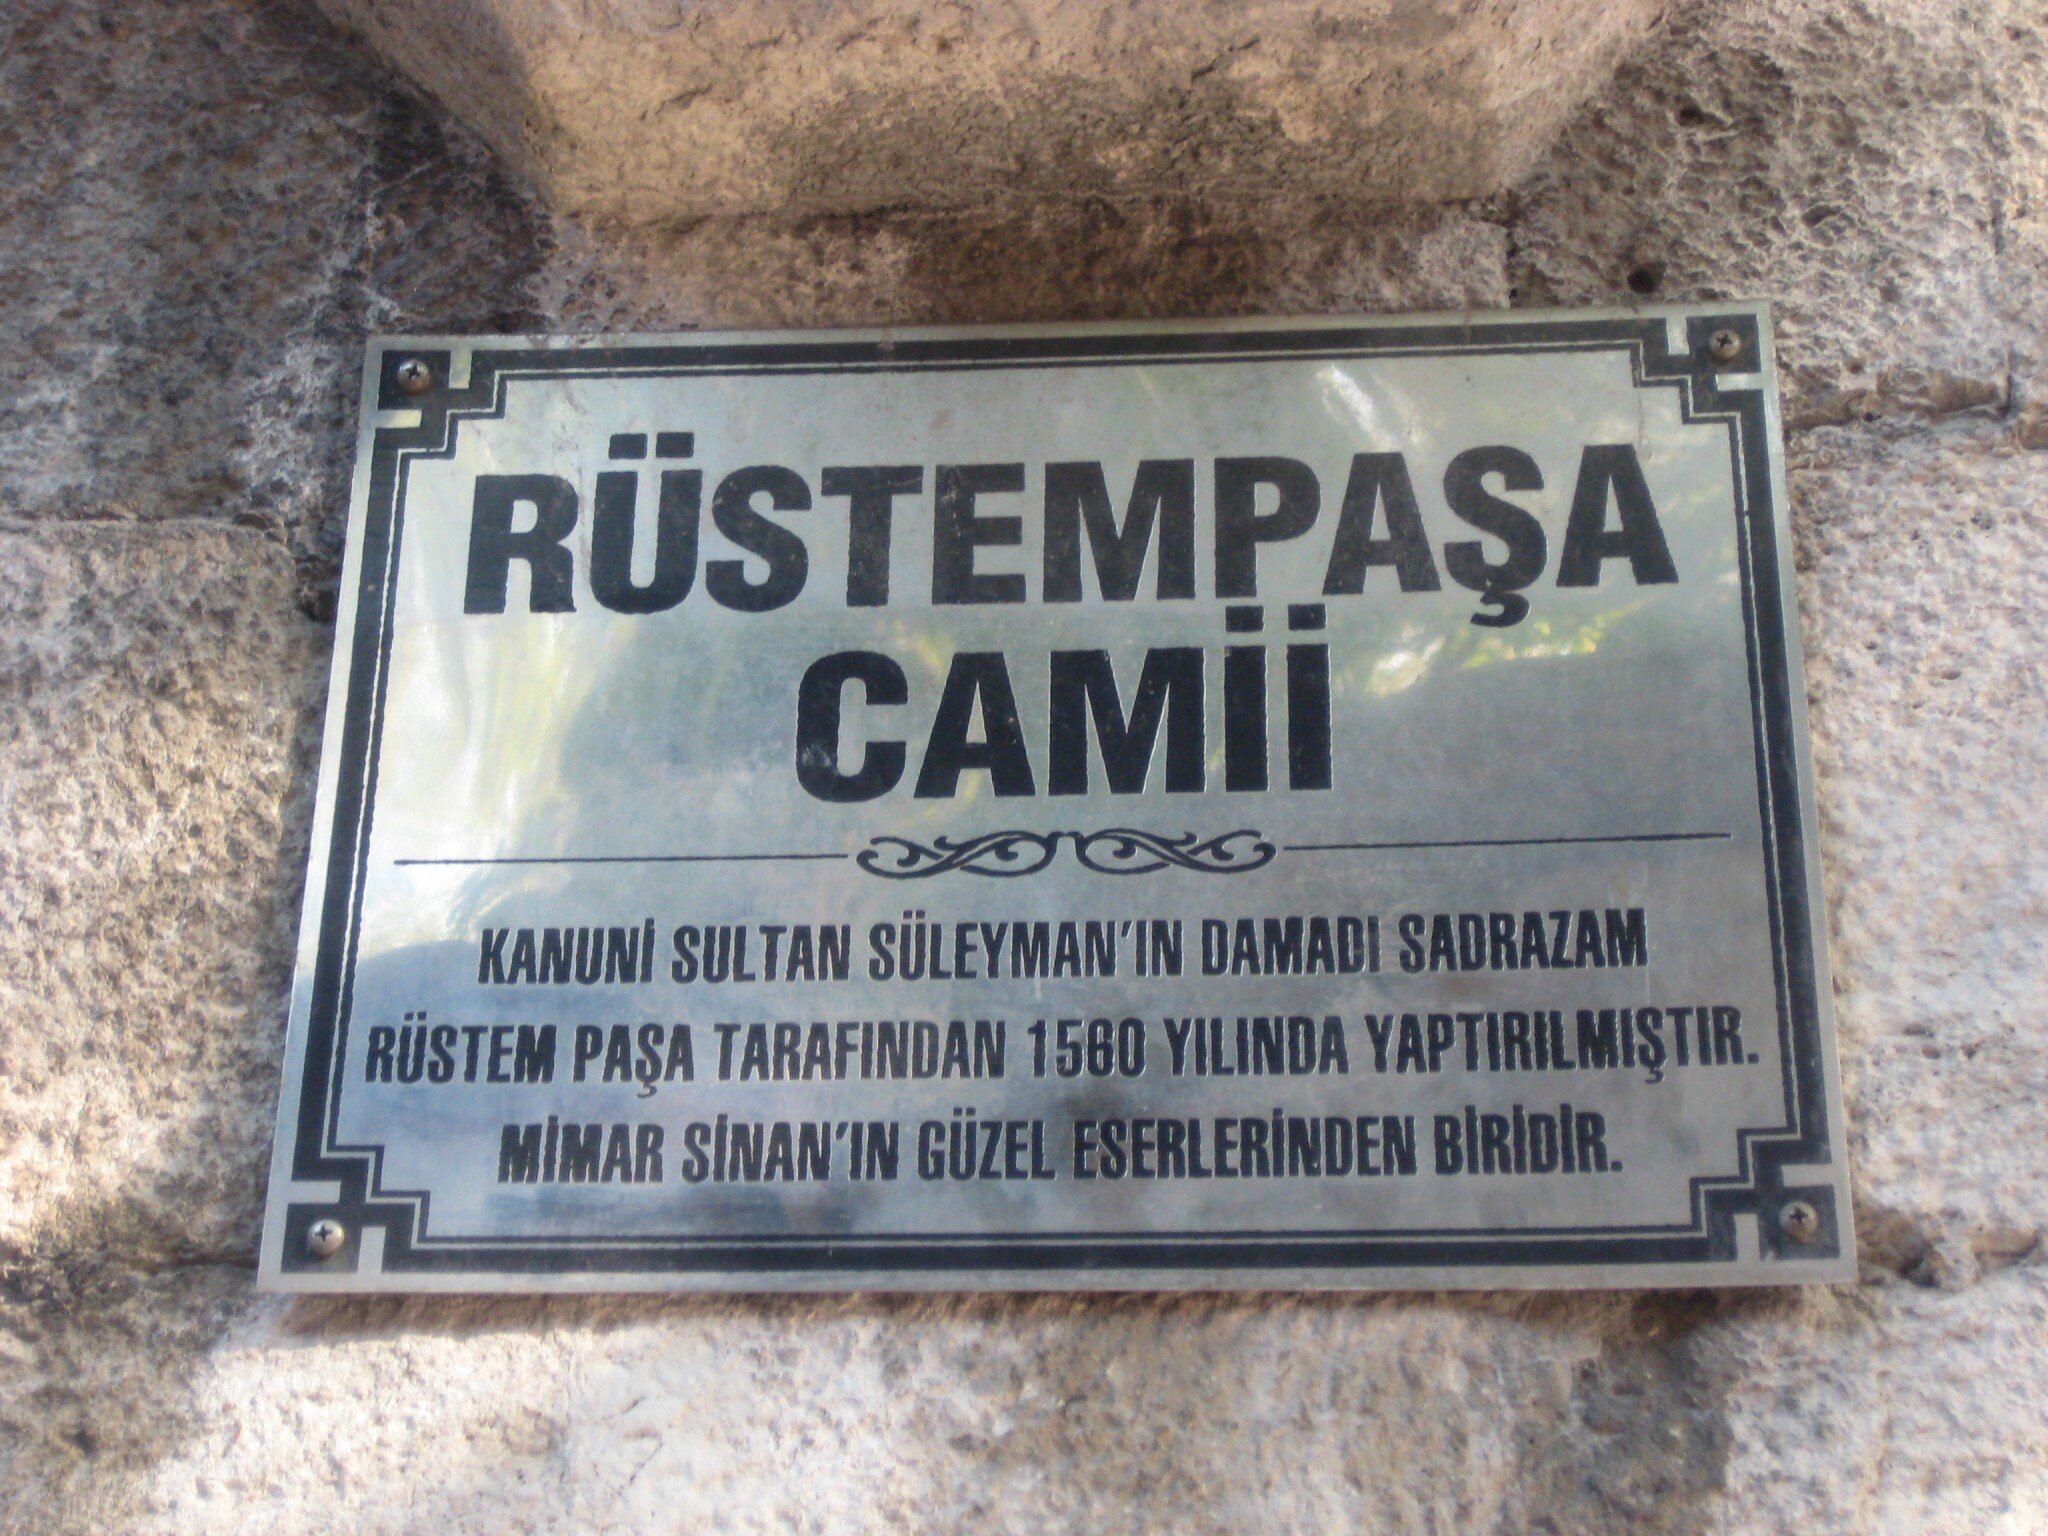 RÜSTEMPAŞA
CAMİİ
KANUNİ SULTAN SÜLEYMAN'IN DAMADI SADRAZAM
RÜSTEM PAŞA TARAFINDAN 1560 YILINDA YAPTIRILMIŞTIR.
MİMAR SİNAN'IN GÜZEL ESERLERİNDEN BİRİDİR.